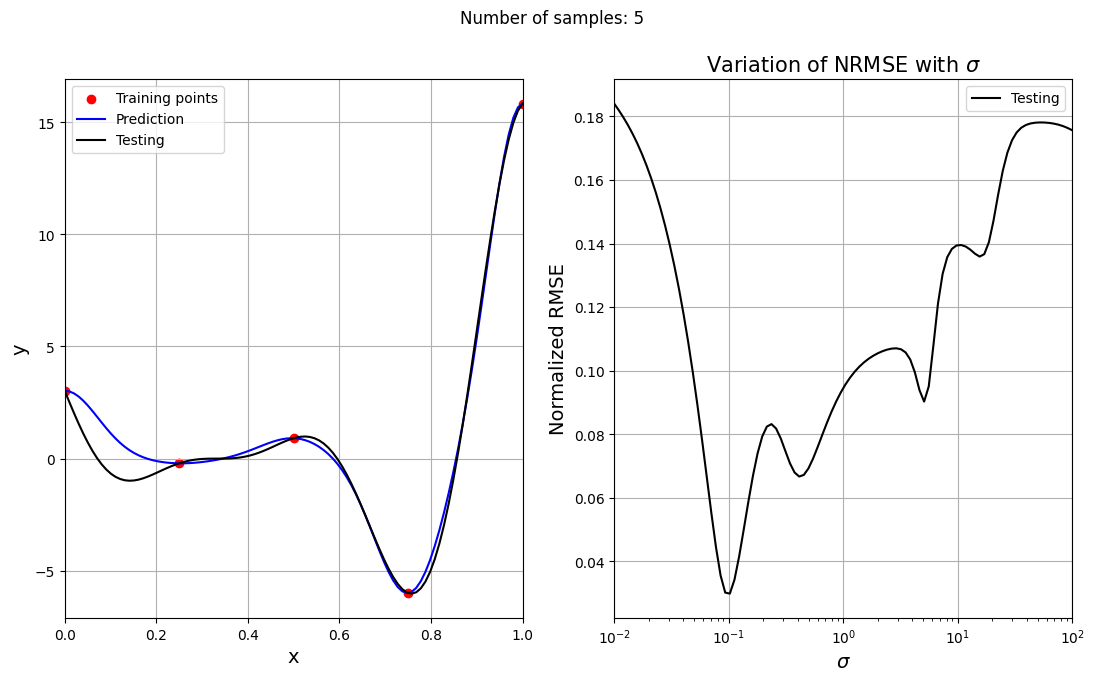 Number of samples: 5
Training points
Prediction
Testing
15
10
5
0
−5
y
0.0 0.2 0.4 0.6 0.8 1.0
x
Variation of NRMSE with σ
Testing
0.18
0.16
0.14
0.12
0.10
0.08
0.06
0.04
Normalized RMSE
10⁻² 10⁻¹ 10⁰ 10¹ 10²
σ